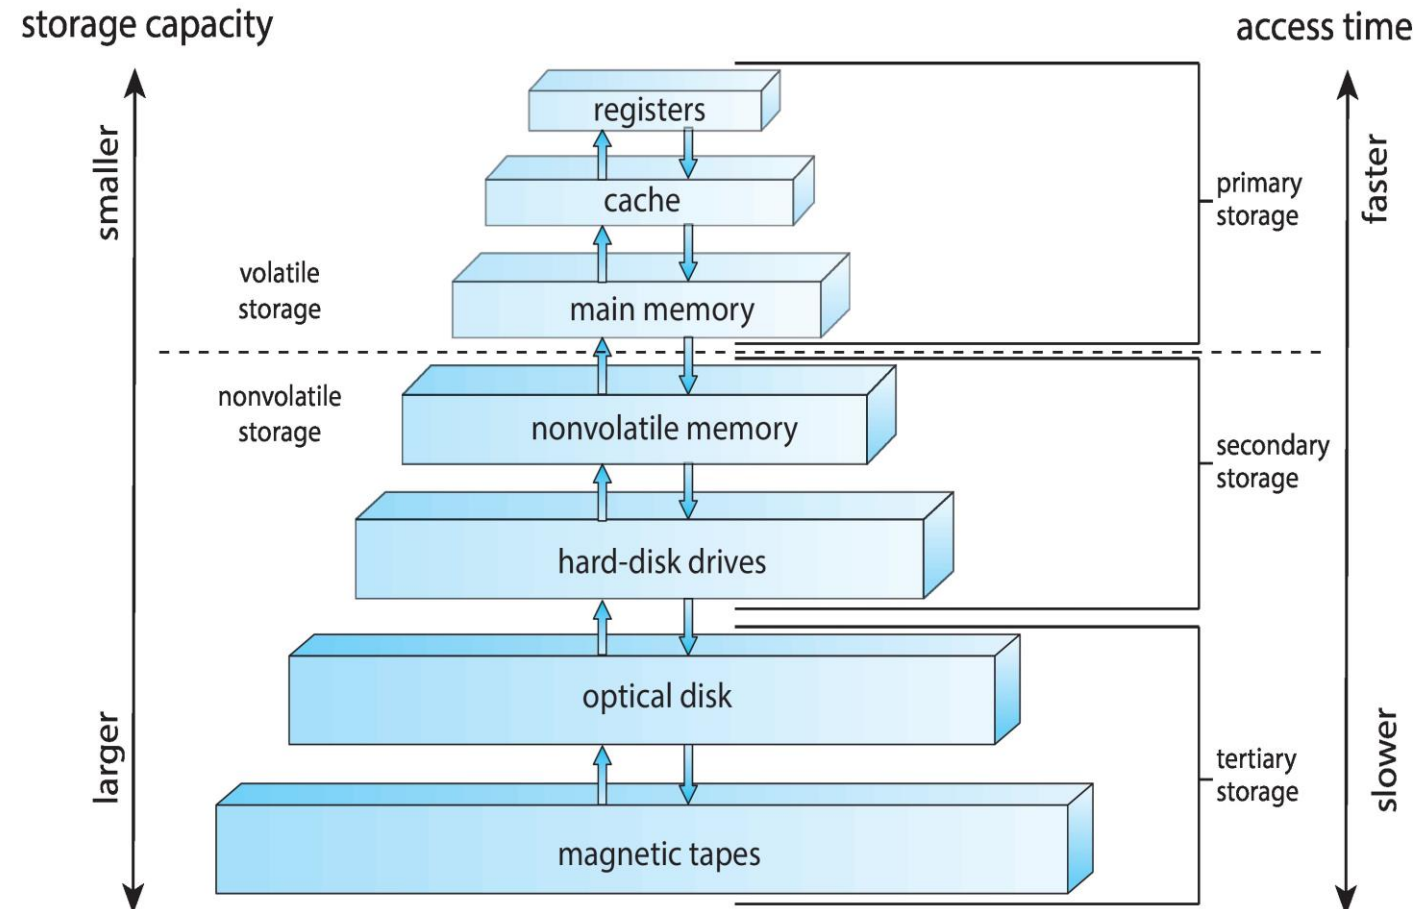 storage capacity
access time
smaller
registers
faster
cache
primary
storage
volatile
storage
main memory
nonvolatile
storage
nonvolatile memory
secondary
storage
hard-disk drives
optical disk
larger
tertiary
storage
slower
magnetic tapes